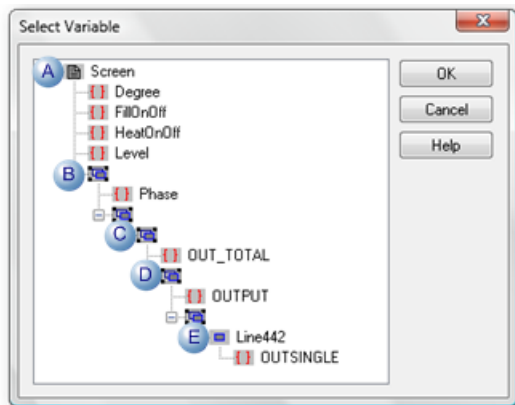 Select Variable
A Screen
Degree
FillOnOff
HeatOnOff
Level
B
Phase
C
OUT_TOTAL
D
OUTPUT
E Line442
OUTSINGLE
OK
Cancel
Help